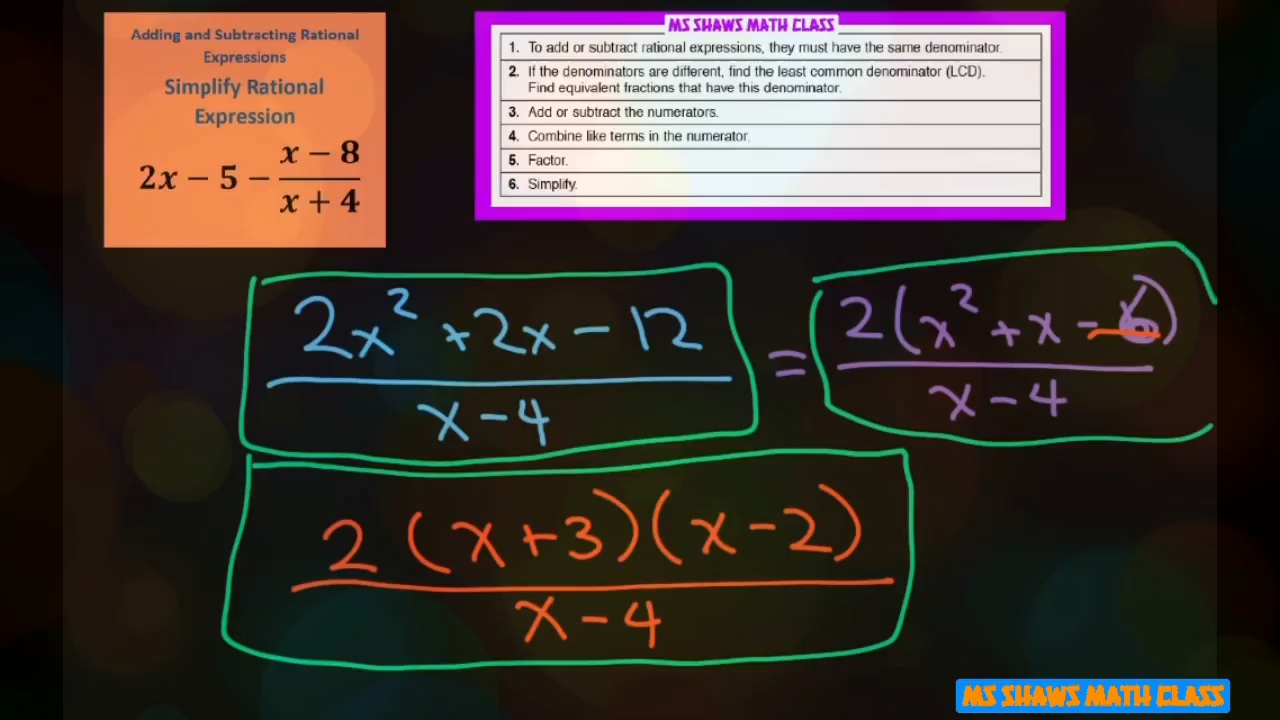 Adding and Subtracting Rational
Expressions
Simplify Rational
Expression
2x − 5 − \frac{x − 8}{x + 4}
MS SHAWS MATH CLASS
1. To add or subtract rational expressions, they must have the same denominator.
2. If the denominators are different, find the least common denominator (LCD).
Find equivalent fractions that have this denominator.
3. Add or subtract the numerators.
4. Combine like terms in the numerator.
5. Factor.
6. Simplify.
\frac{2x² + 2x − 12}{x − 4} = \frac{2(x² + x − 6)}{x − 4}
\frac{2(x + 3)(x − 2)}{x − 4}
MS SHAWS MATH CLASS